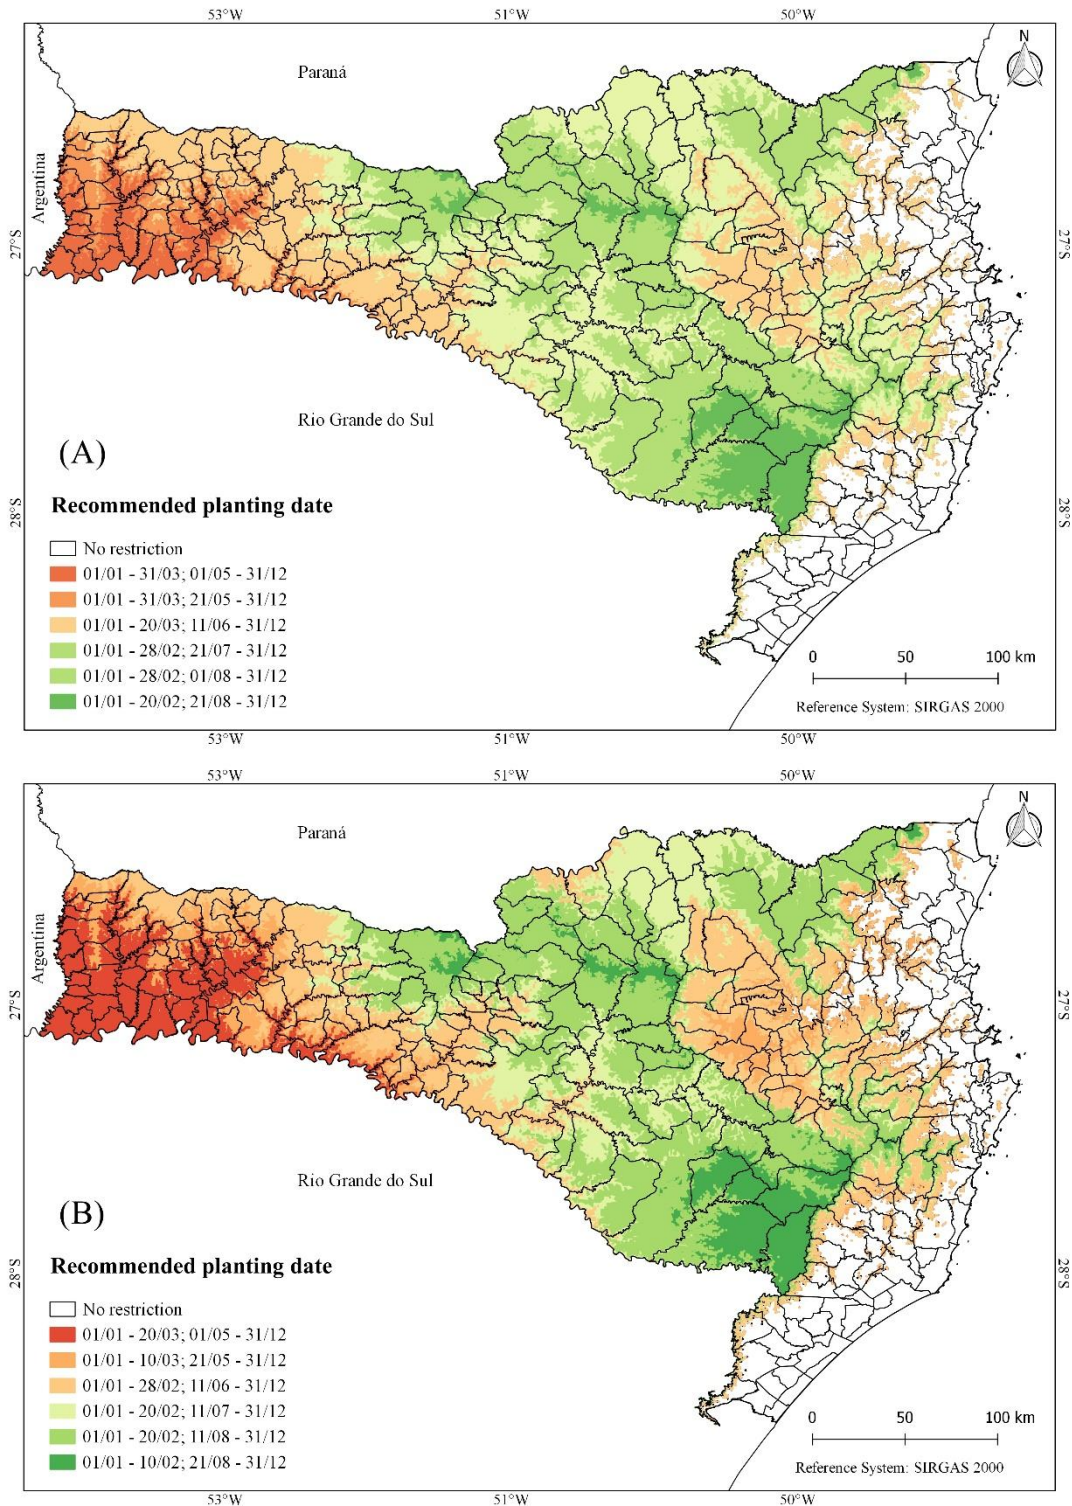 53°W 51°W 50°W
N
Paraná
Argentina
27°S 27°S
Rio Grande do Sul
(A)
Recommended planting date
28°S 28°S
No restriction
01/01 - 31/03; 01/05 - 31/12
01/01 - 31/03; 21/05 - 31/12
01/01 - 20/03; 11/06 - 31/12
01/01 - 28/02; 21/07 - 31/12
01/01 - 28/02; 01/08 - 31/12
01/01 - 20/02; 21/08 - 31/12
0 50 100 km
Reference System: SIRGAS 2000
53°W 51°W 50°W
53°W 51°W 50°W
N
Paraná
Argentina
27°S 27°S
Rio Grande do Sul
(B)
Recommended planting date
28°S 28°S
No restriction
01/01 - 20/03; 01/05 - 31/12
01/01 - 10/03; 21/05 - 31/12
01/01 - 28/02; 11/06 - 31/12
01/01 - 20/02; 11/07 - 31/12
01/01 - 20/02; 11/08 - 31/12
01/01 - 10/02; 21/08 - 31/12
0 50 100 km
Reference System: SIRGAS 2000
53°W 51°W 50°W